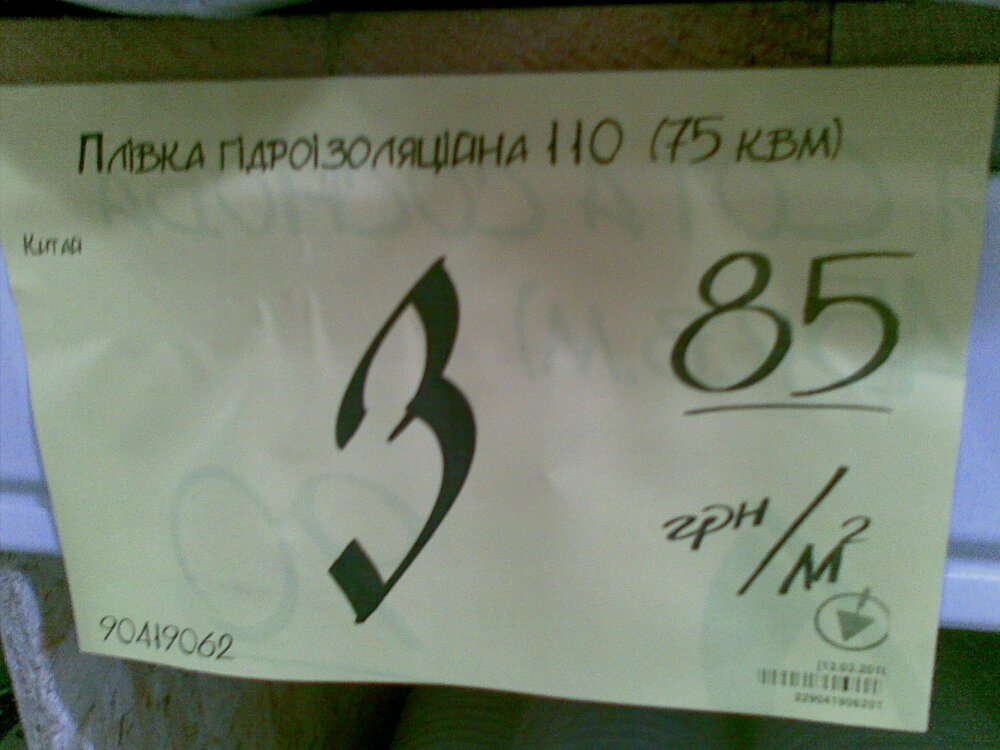 Плівка гідроізоляційна 110 (75 квм)
Китай
3 85
грн/м²
90419062